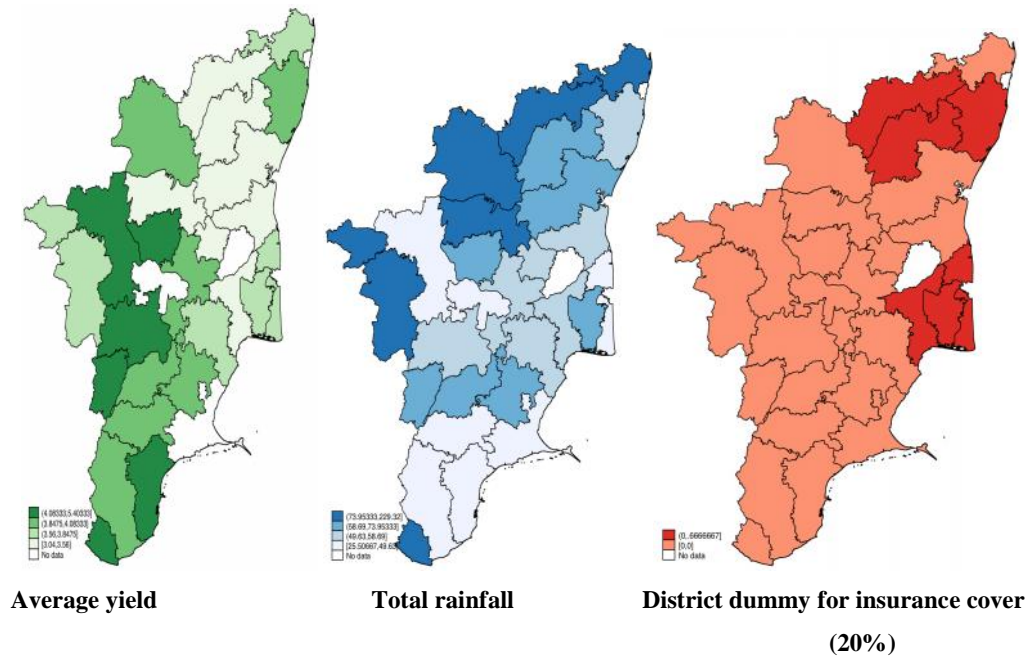 (4.08333,5.40333]
(3.8475,4.08333]
(3.56,3.8475]
[3.04,3.56]
No data
(73.95333,229.32]
(58.69,73.95333]
(49.63,58.69]
[25.50667,49.63]
No data
(0,.6666667]
[0,0]
No data
Average yield
Total rainfall
District dummy for insurance cover
(20%)